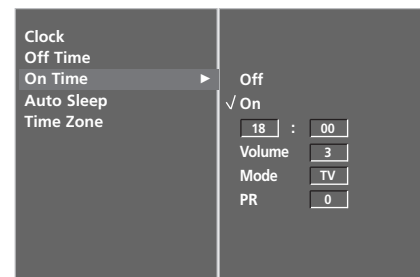 Clock
Off Time
On Time ►
Auto Sleep
Time Zone
Off
√ On
18 : 00
Volume 3
Mode TV
PR 0